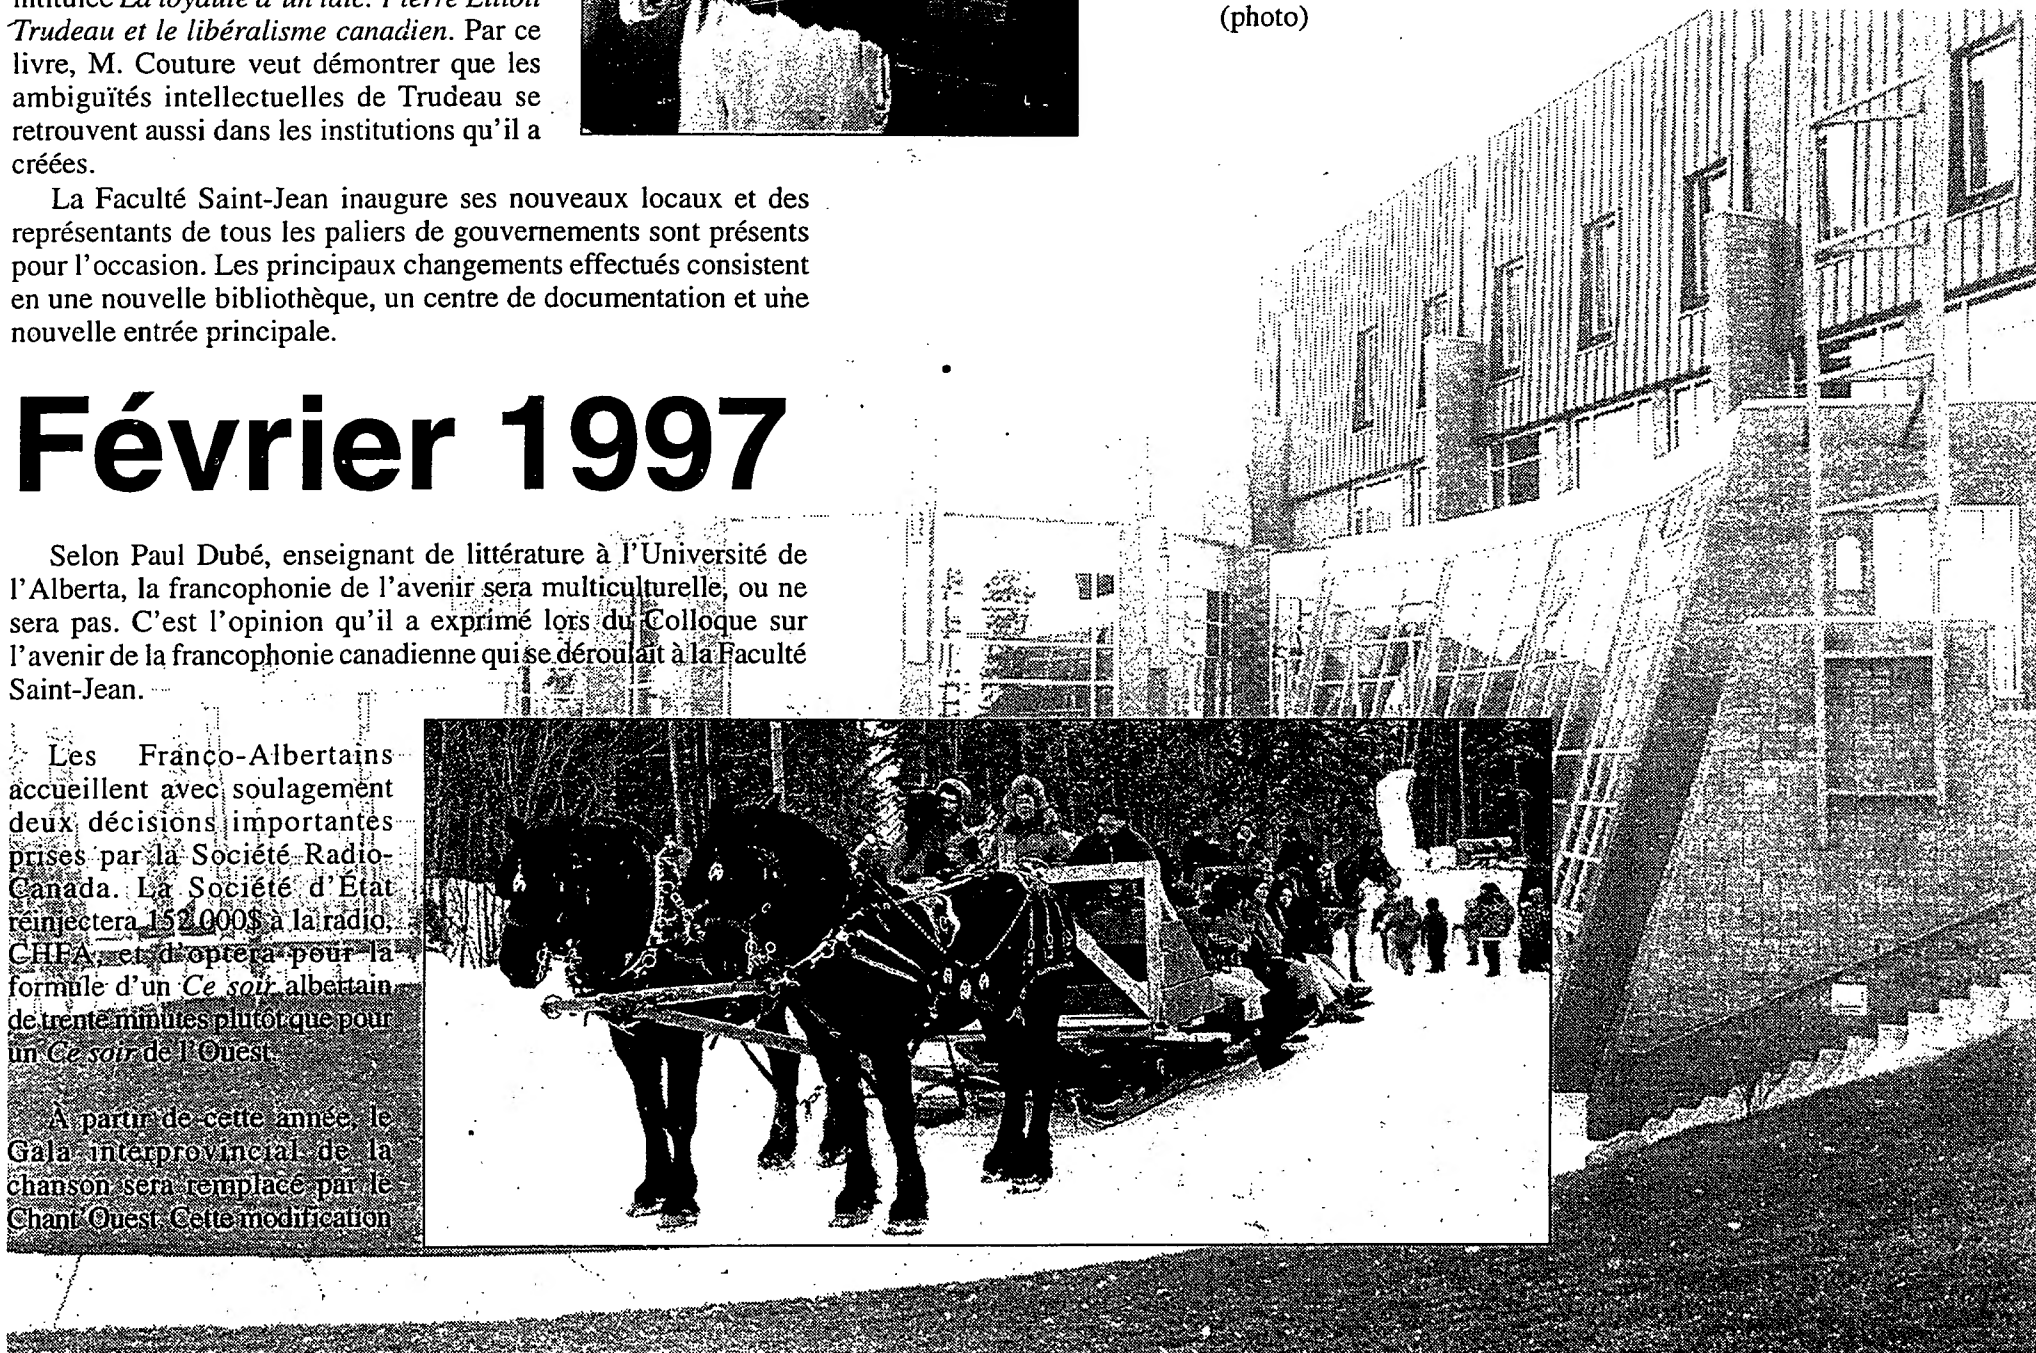 intitulée La loyauté d'un laïc. Pierre Elliott
Trudeau et le libéralisme canadien. Par ce
livre, M. Couture veut démontrer que les
ambiguïtés intellectuelles de Trudeau se
retrouvent aussi dans les institutions qu'il a
créées.
La Faculté Saint-Jean inaugure ses nouveaux locaux et des
représentants de tous les paliers de gouvernements sont présents
pour l'occasion. Les principaux changements effectués consistent
en une nouvelle bibliothèque, un centre de documentation et une
nouvelle entrée principale.
(photo)
Février 1997
Selon Paul Dubé, enseignant de littérature à l'Université de
l'Alberta, la francophonie de l'avenir sera multiculturelle, ou ne
sera pas. C'est l'opinion qu'il a exprimé lors du Colloque sur
l'avenir de la francophonie canadienne qui se déroulait à la Faculté
Saint-Jean.
Les Franco-Albertains
accueillent avec soulagement
deux décisions importantes
prises par la Société Radio-
Canada. La Société d'État
réinjectera 152 000$ à la radio,
CHFA, et d'optera pour la
formule d'un Ce soir albertain
de trente minutes plutôt que pour
un Ce soir de l'Ouest.
À partir de cette année, le
Gala interprovincial de la
chanson sera remplacé par le
Chant'Ouest. Cette modification